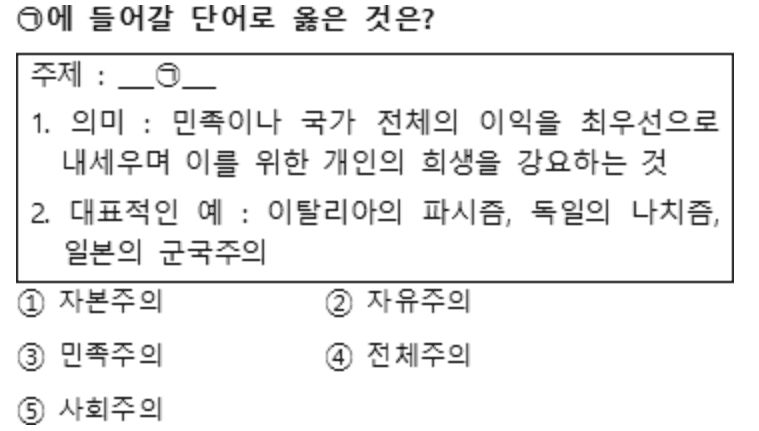 ㉠에 들어갈 단어로 옳은 것은?
주제 : __㉠__
1. 의미 : 민족이나 국가 전체의 이익을 최우선으로
내세우며 이를 위한 개인의 희생을 강요하는 것
2. 대표적인 예 : 이탈리아의 파시즘, 독일의 나치즘,
일본의 군국주의
① 자본주의 ② 자유주의
③ 민족주의 ④ 전체주의
⑤ 사회주의